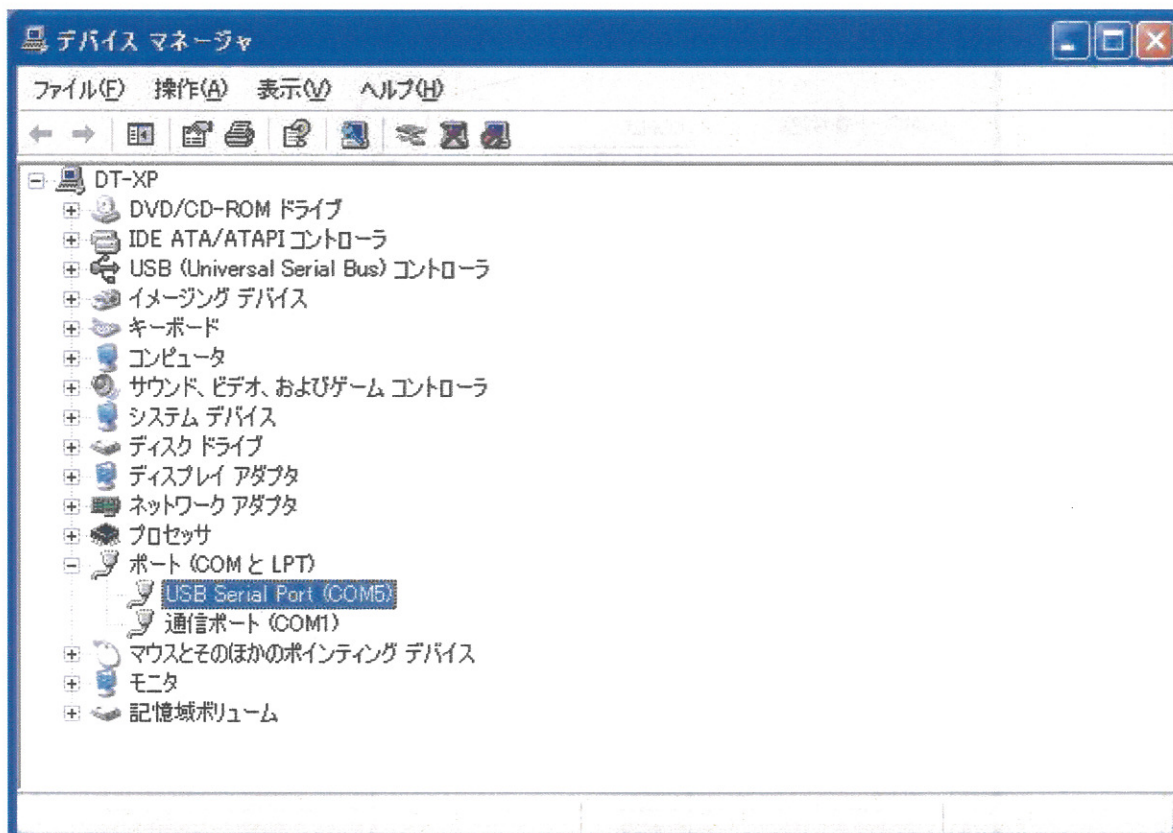 デバイス マネージャ
ファイル(F) 操作(A) 表示(V) ヘルプ(H)
DT-XP
DVD/CD-ROM ドライブ
IDE ATA/ATAPI コントローラ
USB (Universal Serial Bus) コントローラ
イメージング デバイス
キーボード
コンピュータ
サウンド、ビデオ、およびゲーム コントローラ
システム デバイス
ディスク ドライブ
ディスプレイ アダプタ
ネットワーク アダプタ
プロセッサ
ポート (COM と LPT)
USB Serial Port (COM5)
通信ポート (COM1)
マウスとそのほかのポインティング デバイス
モニタ
記憶域ボリューム